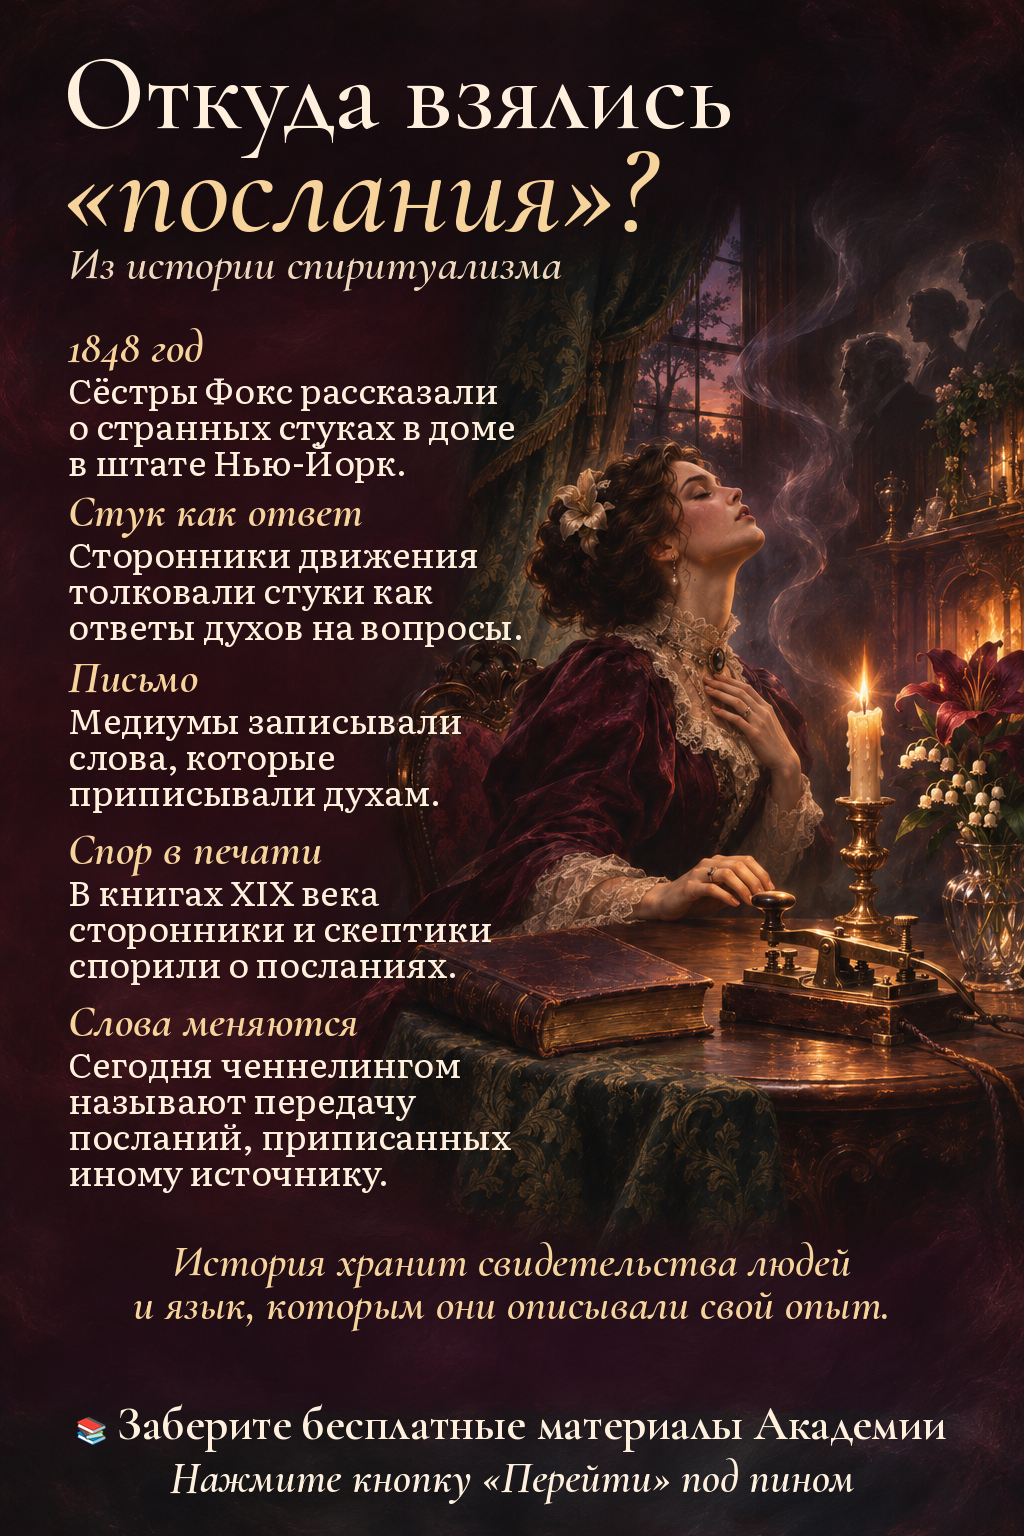 Откуда взялись
«послания»?
Из истории спиритуализма
1848 год
Сёстры Фокс рассказали
о странных стуках в доме
в штате Нью-Йорк.
Стук как ответ
Сторонники движения
толковали стуки как
ответы духов на вопросы.
Письмо
Медиумы записывали
слова, которые
приписывали духам.
Спор в печати
В книгах XIX века
сторонники и скептики
спорили о посланиях.
Слова меняются
Сегодня ченнелингом
называют передачу
посланий, приписанных
иному источнику.
История хранит свидетельства людей
и язык, которым они описывали свой опыт.
📚 Заберите бесплатные материалы Академии
Нажмите кнопку «Перейти» под пином